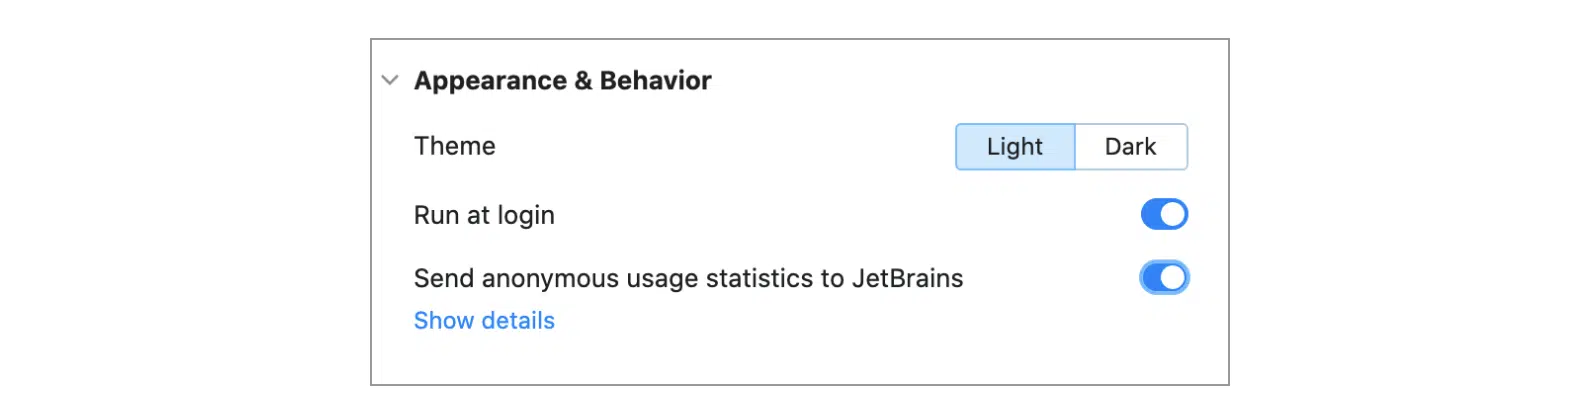 Appearance & Behavior
Theme
Light
Dark
Run at login
Send anonymous usage statistics to JetBrains
Show details